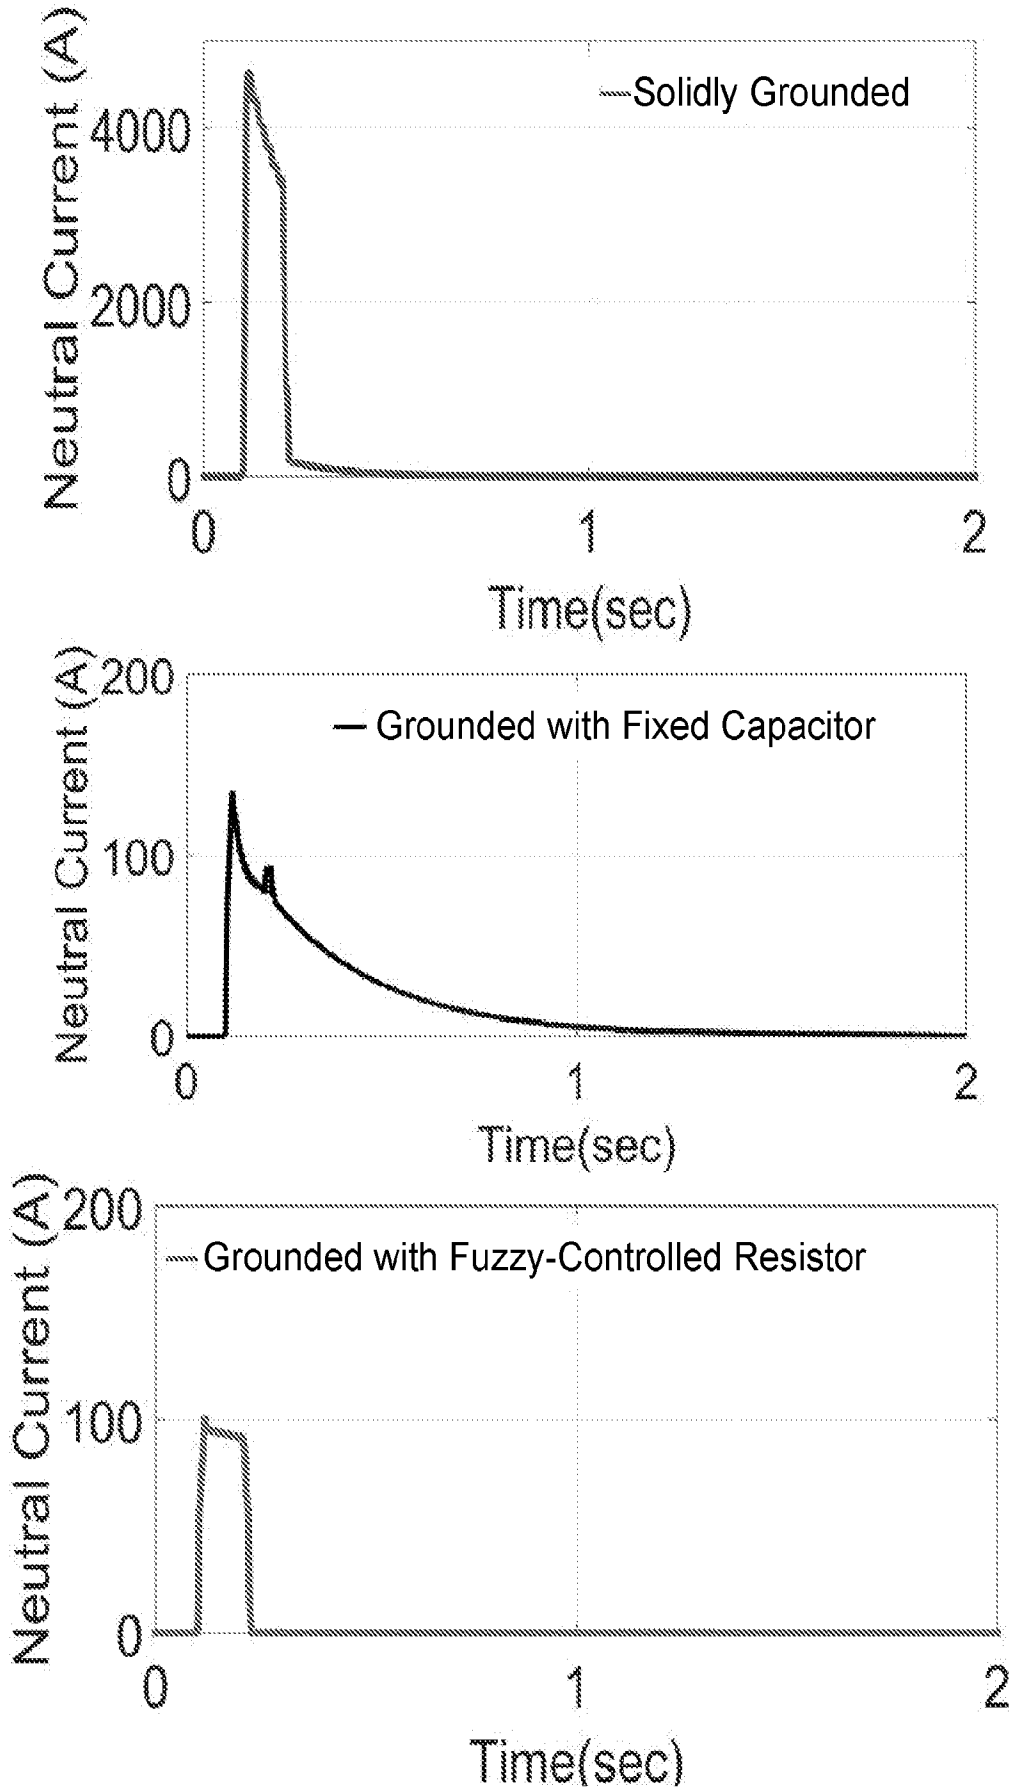 Neutral Current (A)
Solidly Grounded
4000
2000
0
0 1 2
Time(sec)
Neutral Current (A)
200
Grounded with Fixed Capacitor
100
0
0 1 2
Time(sec)
Neutral Current (A)
200
Grounded with Fuzzy-Controlled Resistor
100
0
0 1 2
Time(sec)